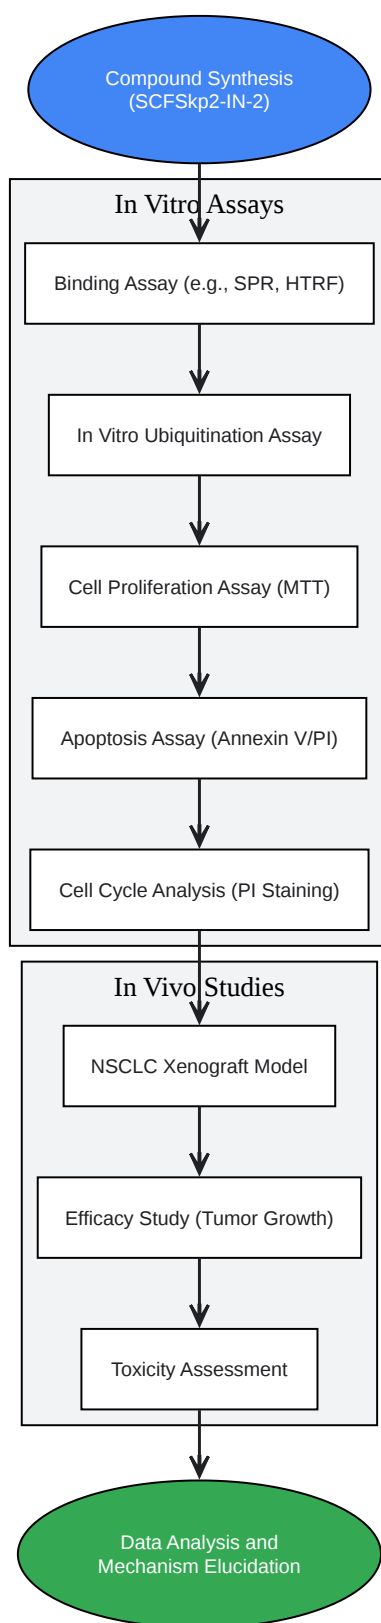 Compound Synthesis
(SCFSkp2-IN-2)
In Vitro Assays
Binding Assay (e.g., SPR, HTRF)
In Vitro Ubiquitination Assay
Cell Proliferation Assay (MTT)
Apoptosis Assay (Annexin V/PI)
Cell Cycle Analysis (PI Staining)
In Vivo Studies
NSCLC Xenograft Model
Efficacy Study (Tumor Growth)
Toxicity Assessment
Data Analysis and
Mechanism Elucidation